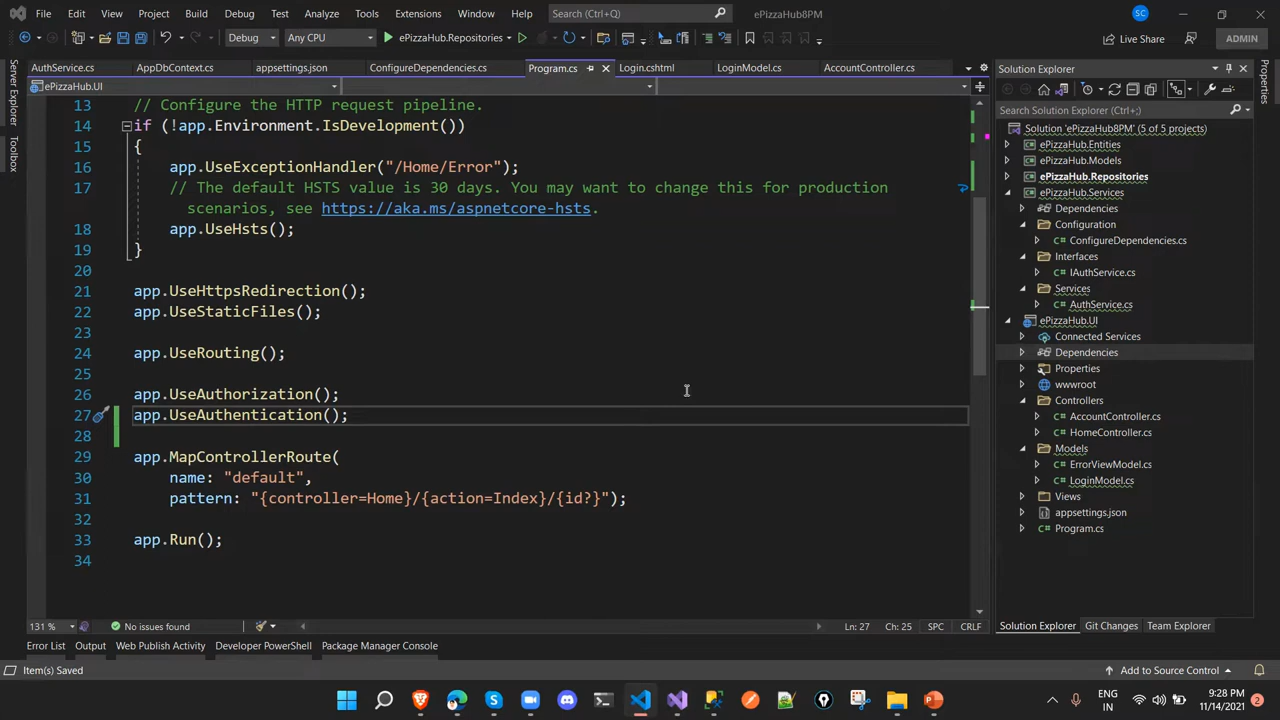 File Edit View Git Project Build Debug Test Analyze Tools Extensions Window Help Search (Ctrl+Q) ePizzaHub8PM SC
Debug Any CPU ePizzaHub.Repositories Live Share ADMIN
Server Explorer
Toolbox
AuthService.cs AppDbContext.cs appsettings.json ConfigureDependencies.cs Program.cs Login.cshtml LoginModel.cs AccountController.cs
ePizzaHub.UI
13 // Configure the HTTP request pipeline.
14 if (!app.Environment.IsDevelopment())
15 {
16 app.UseExceptionHandler("/Home/Error");
17 // The default HSTS value is 30 days. You may want to change this for production
scenarios, see https://aka.ms/aspnetcore-hsts.
18 app.UseHsts();
19 }
20
21 app.UseHttpsRedirection();
22 app.UseStaticFiles();
23
24 app.UseRouting();
25
26 app.UseAuthorization();
27 app.UseAuthentication();
28
29 app.MapControllerRoute(
30 name: "default",
31 pattern: "{controller=Home}/{action=Index}/{id?}");
32
33 app.Run();
34
131 % No issues found Ln: 27 Ch: 25 SPC CRLF
Solution Explorer
Search Solution Explorer (Ctrl+;)
Solution 'ePizzaHub8PM' (5 of 5 projects)
ePizzaHub.Entities
ePizzaHub.Models
ePizzaHub.Repositories
ePizzaHub.Services
Dependencies
Configuration
ConfigureDependencies.cs
Interfaces
IAuthService.cs
Services
AuthService.cs
ePizzaHub.UI
Connected Services
Dependencies
Properties
wwwroot
Controllers
AccountController.cs
HomeController.cs
Models
ErrorViewModel.cs
LoginModel.cs
Views
appsettings.json
Program.cs
Solution Explorer Git Changes Team Explorer
Properties
Error List Output Web Publish Activity Developer PowerShell Package Manager Console
Item(s) Saved Add to Source Control
ENG
IN
9:28 PM
11/14/2021
2